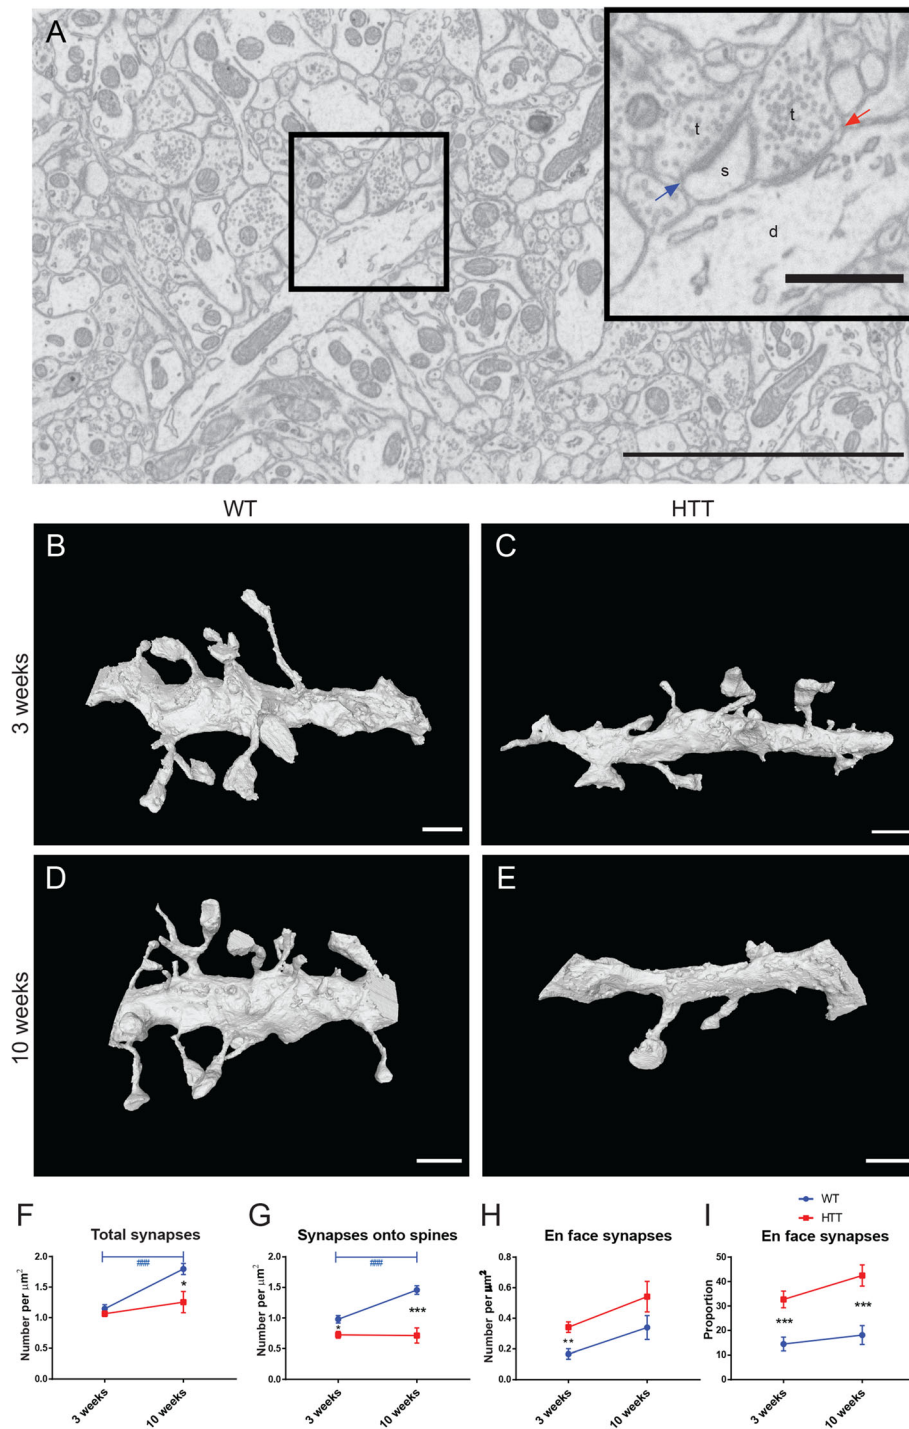 A
t
t
s
d
WT
HTT
3 weeks
B
C
10 weeks
D
E
WT
HTT
F
Total synapses
Number per μm²
2.0
1.5
1.0
0.5
0.0
###
*
3 weeks
10 weeks
G
Synapses onto spines
Number per μm²
2.0
1.5
1.0
0.5
0.0
###
*
***
3 weeks
10 weeks
H
En face synapses
Number per μm²
0.8
0.6
0.4
0.2
0.0
**
3 weeks
10 weeks
I
En face synapses
Proportion
50
40
30
20
10
0
***
***
3 weeks
10 weeks